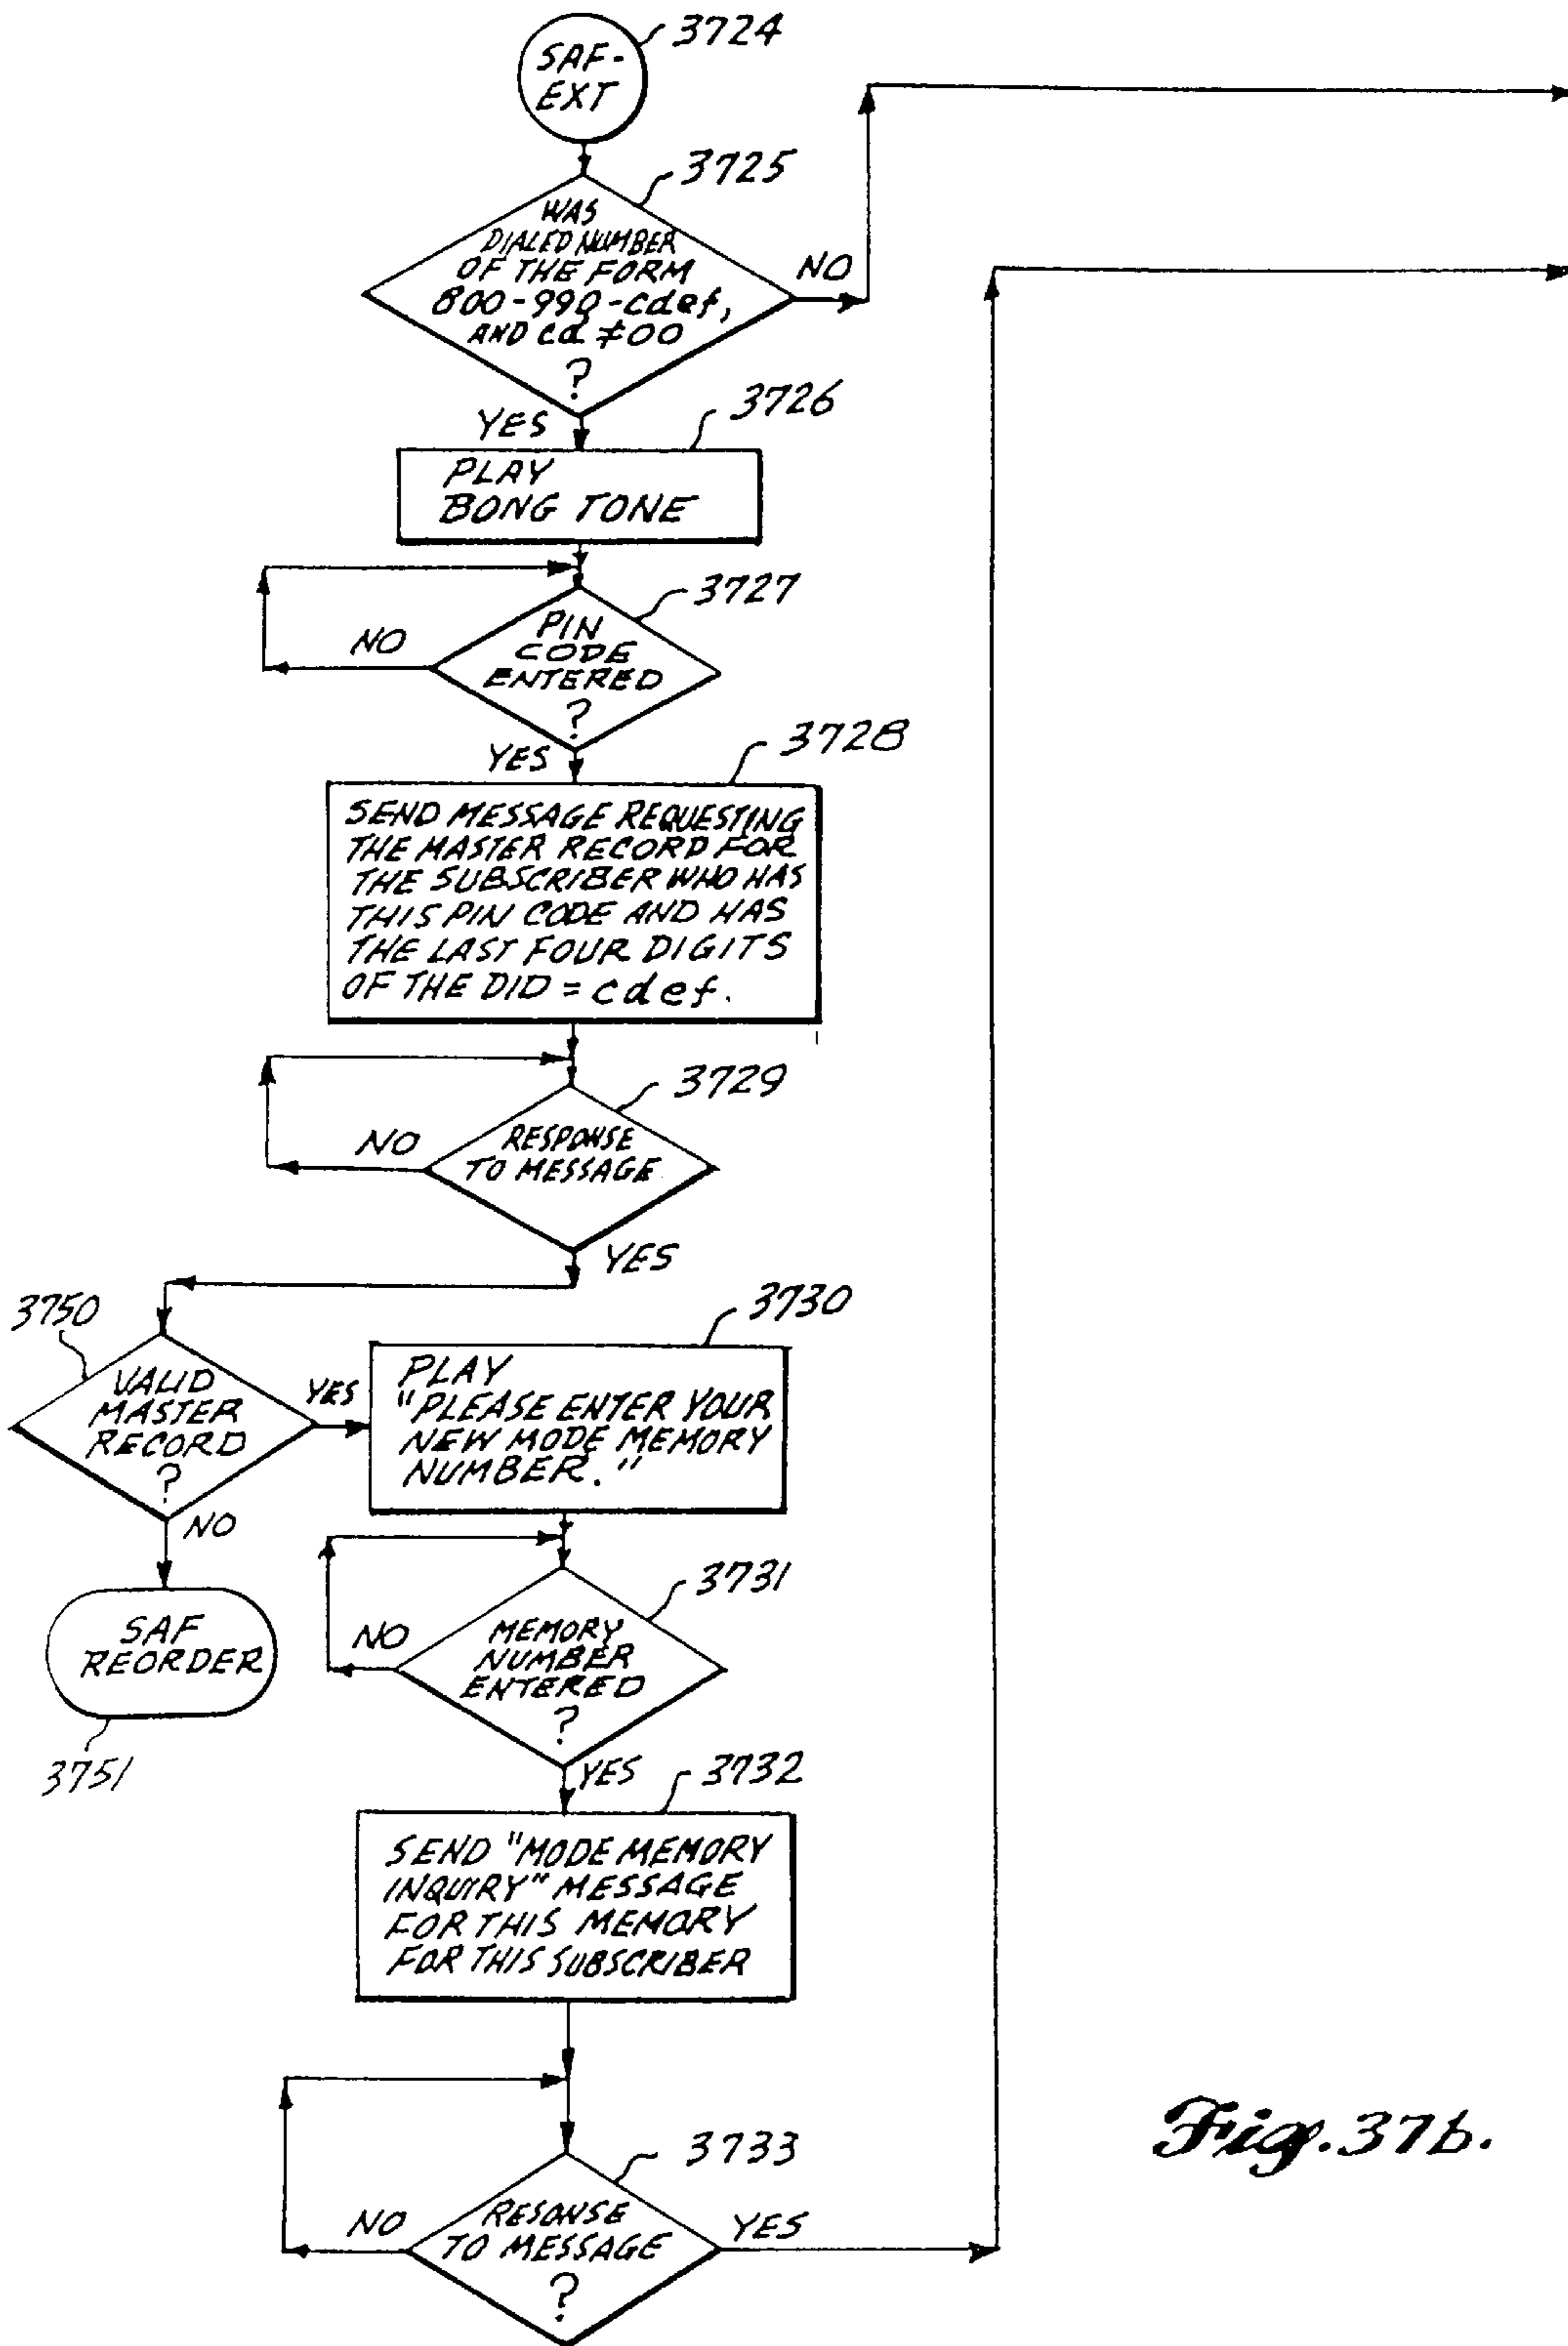 3724
SAF-
EXT
3725
WAS
DIALED NUMBER
OF THE FORM
800-990-cdef,
AND cd ≠ 00
?
NO
YES
3726
PLAY
BONG TONE
3727
PIN
CODE
ENTERED
?
NO
YES
3728
SEND MESSAGE REQUESTING
THE MASTER RECORD FOR
THE SUBSCRIBER WHO HAS
THIS PIN CODE AND HAS
THE LAST FOUR DIGITS
OF THE DID = cdef.
3729
RESPONSE
TO MESSAGE
NO
YES
3750
VALID
MASTER
RECORD
?
YES
NO
3730
PLAY
"PLEASE ENTER YOUR
NEW MODE MEMORY
NUMBER."
SAF
REORDER
3751
3731
MEMORY
NUMBER
ENTERED
?
NO
YES
3732
SEND "MODE MEMORY
INQUIRY" MESSAGE
FOR THIS MEMORY
FOR THIS SUBSCRIBER
3733
RESONSE
TO MESSAGE
?
NO
YES
Fig. 37b.